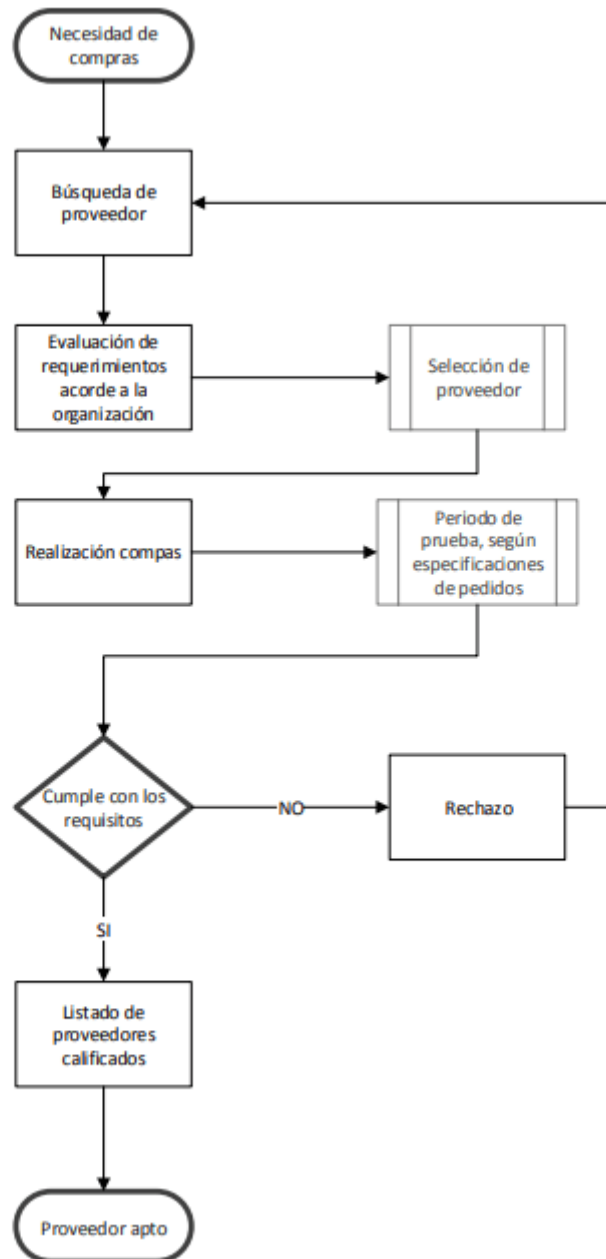 Necesidad de
compras
Búsqueda de
proveedor
Evaluación de
requerimientos
acorde a la
organización
Selección de
proveedor
Realización compas
Periodo de
prueba, según
especificaciones
de pedidos
Cumple con los
requisitos
NO
Rechazo
SI
Listado de
proveedores
calificados
Proveedor apto